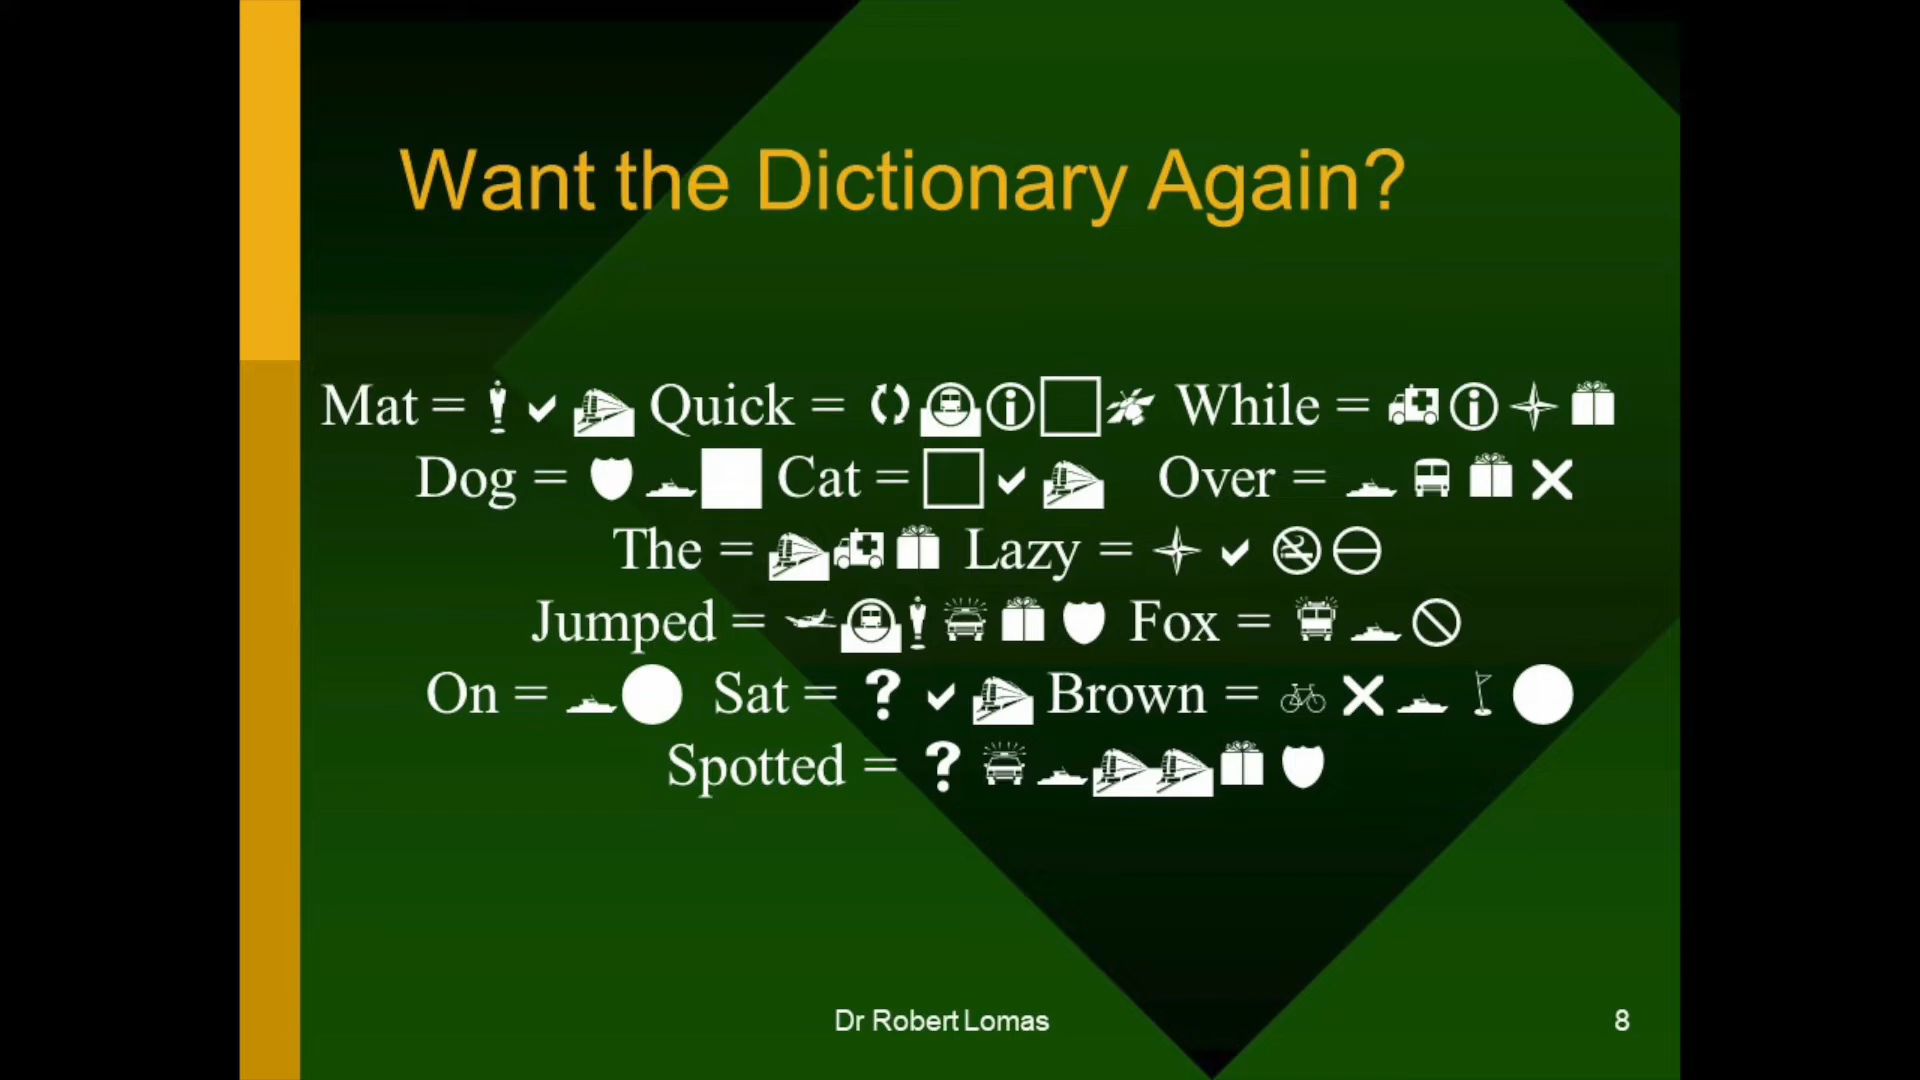 Want the Dictionary Again?
Mat = Quick = While =
Dog = Cat = Over =
The = Lazy =
Jumped = Fox =
On = Sat = Brown =
Spotted =
Dr Robert Lomas
8